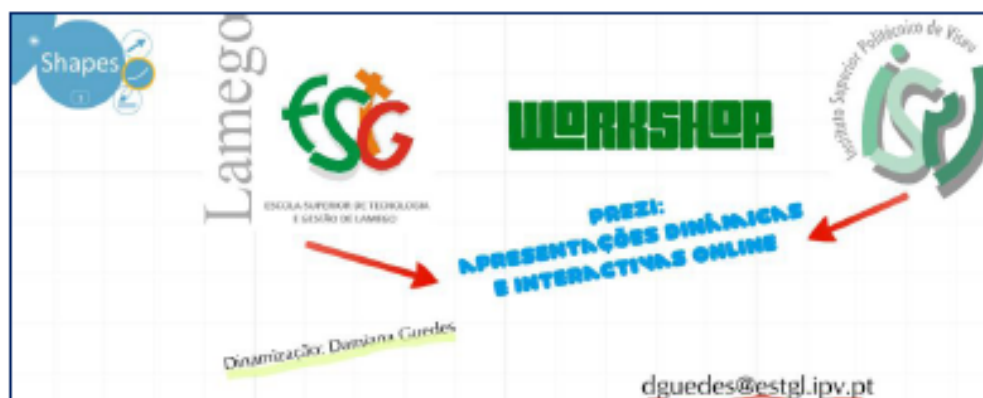 Shapes
Lamego
ESTG
ESCOLA SUPERIOR DE TECNOLOGIA
E GESTÃO DE LAMEGO
WORKSHOP
Instituto Superior Politécnico de Viseu
PREZI:
APRESENTAÇÕES DINÂMICAS
E INTERACTIVAS ONLINE
Dinamização: Damiana Guedes
dguedes@estgl.ipv.pt